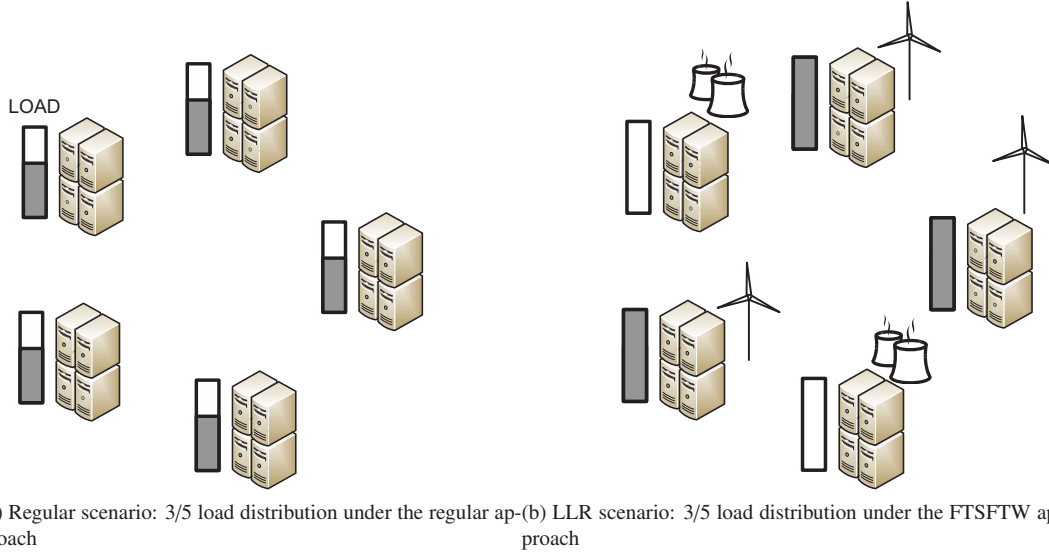 LOAD
) Regular scenario: 3/5 load distribution under the regular ap-
oach
(b) LLR scenario: 3/5 load distribution under the FTSFTW ap
proach